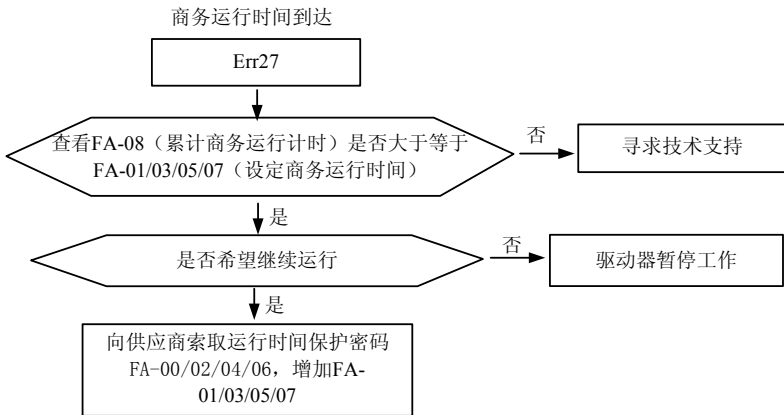 商务运行时间到达
Err27
查看FA-08（累计商务运行计时）是否大于等于
FA-01/03/05/07（设定商务运行时间）
否
寻求技术支持
是
是否希望继续运行
否
驱动器暂停工作
是
向供应商索取运行时间保护密码
FA-00/02/04/06，增加FA-
01/03/05/07